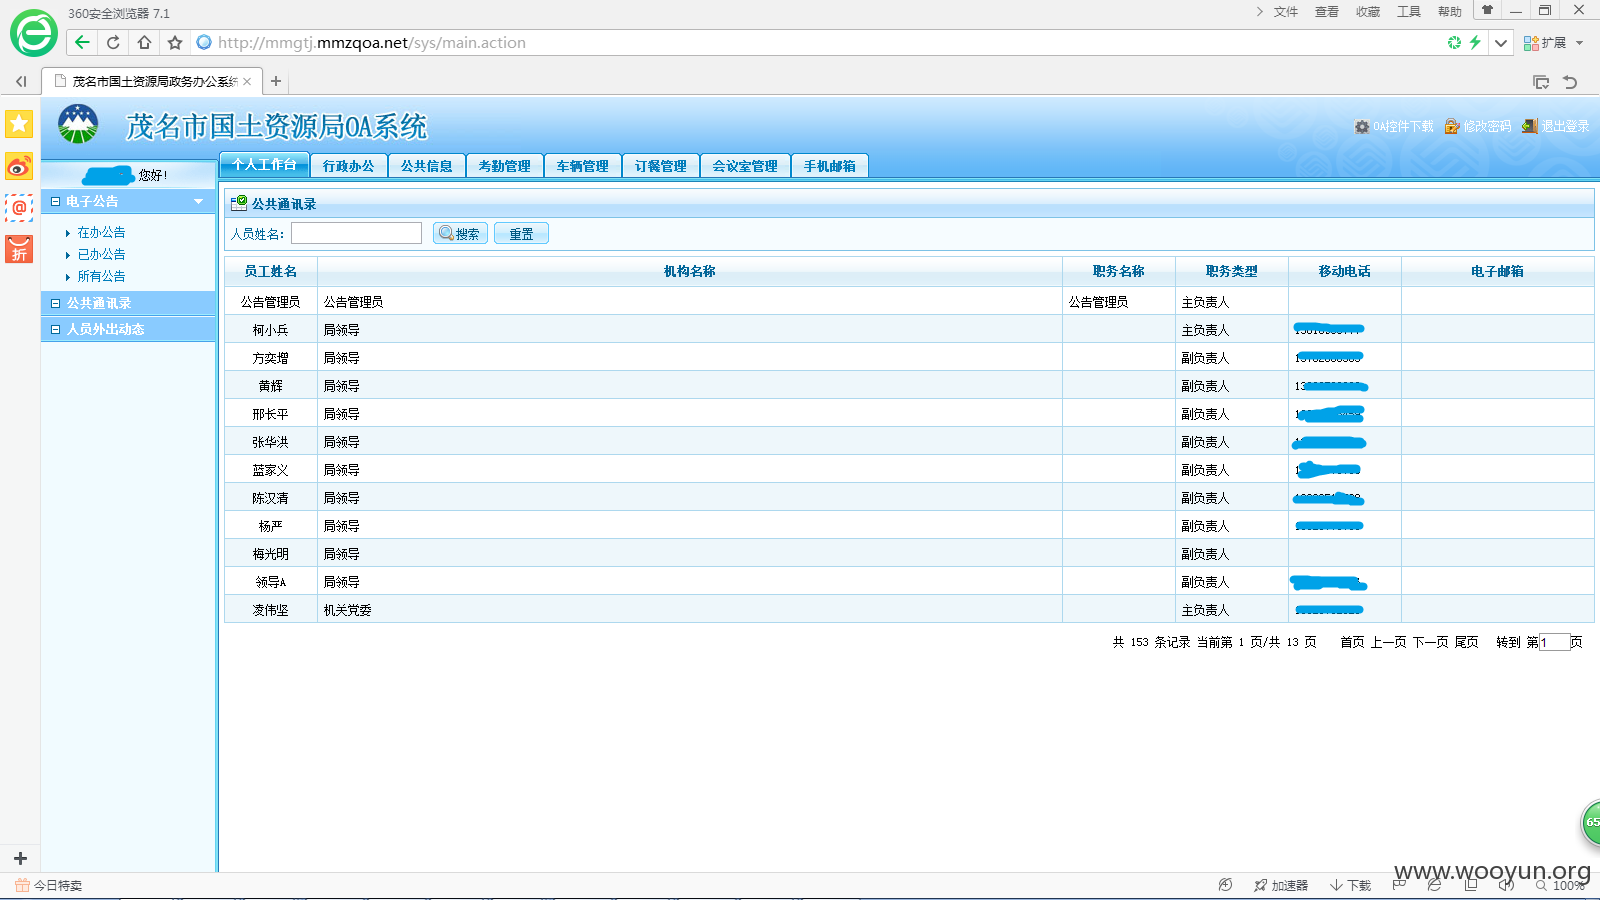 360安全浏览器 7.1
文件 查看 收藏 工具 帮助
http://mmgtj.mmzqoa.net/sys/main.action
扩展
茂名市国土资源局政务办公系统
茂名市国土资源局OA系统
OA控件下载 修改密码 退出登录
您好!
个人工作台 行政办公 公共信息 考勤管理 车辆管理 订餐管理 会议室管理 手机邮箱
电子公告
在办公告
已办公告
所有公告
公共通讯录
人员外出动态
公共通讯录
人员姓名: 搜索 重置
员工姓名 机构名称 职务名称 职务类型 移动电话 电子邮箱
公告管理员 公告管理员 公告管理员 主负责人
柯小兵 局领导 主负责人
方奕增 局领导 副负责人
黄辉 局领导 副负责人
邢长平 局领导 副负责人
张华洪 局领导 副负责人
蓝家义 局领导 副负责人
陈汉清 局领导 副负责人
杨严 局领导 副负责人
梅光明 局领导 副负责人
领导A 局领导 副负责人
凌伟坚 机关党委 主负责人
共 153 条记录 当前第 1 页/共 13 页 首页 上一页 下一页 尾页 转到 第1页
折
65
www.wooyun.org
今日特卖
加速器 下载 100%